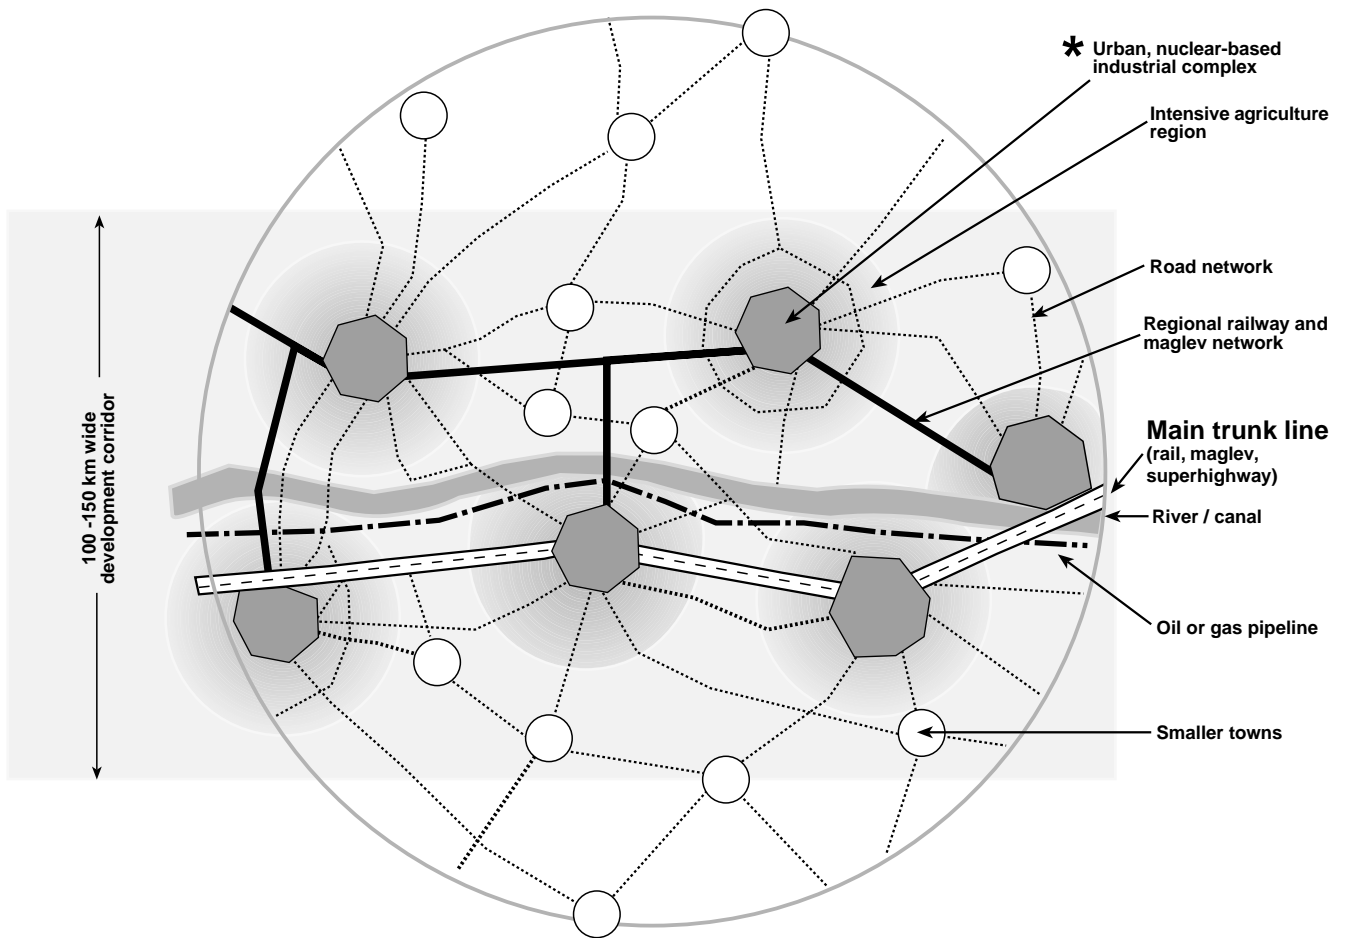 * Urban, nuclear-based
industrial complex
Intensive agriculture
region
Road network
Regional railway and
maglev network
Main trunk line
(rail, maglev,
superhighway)
River / canal
Oil or gas pipeline
Smaller towns
100 -150 km wide
development corridor